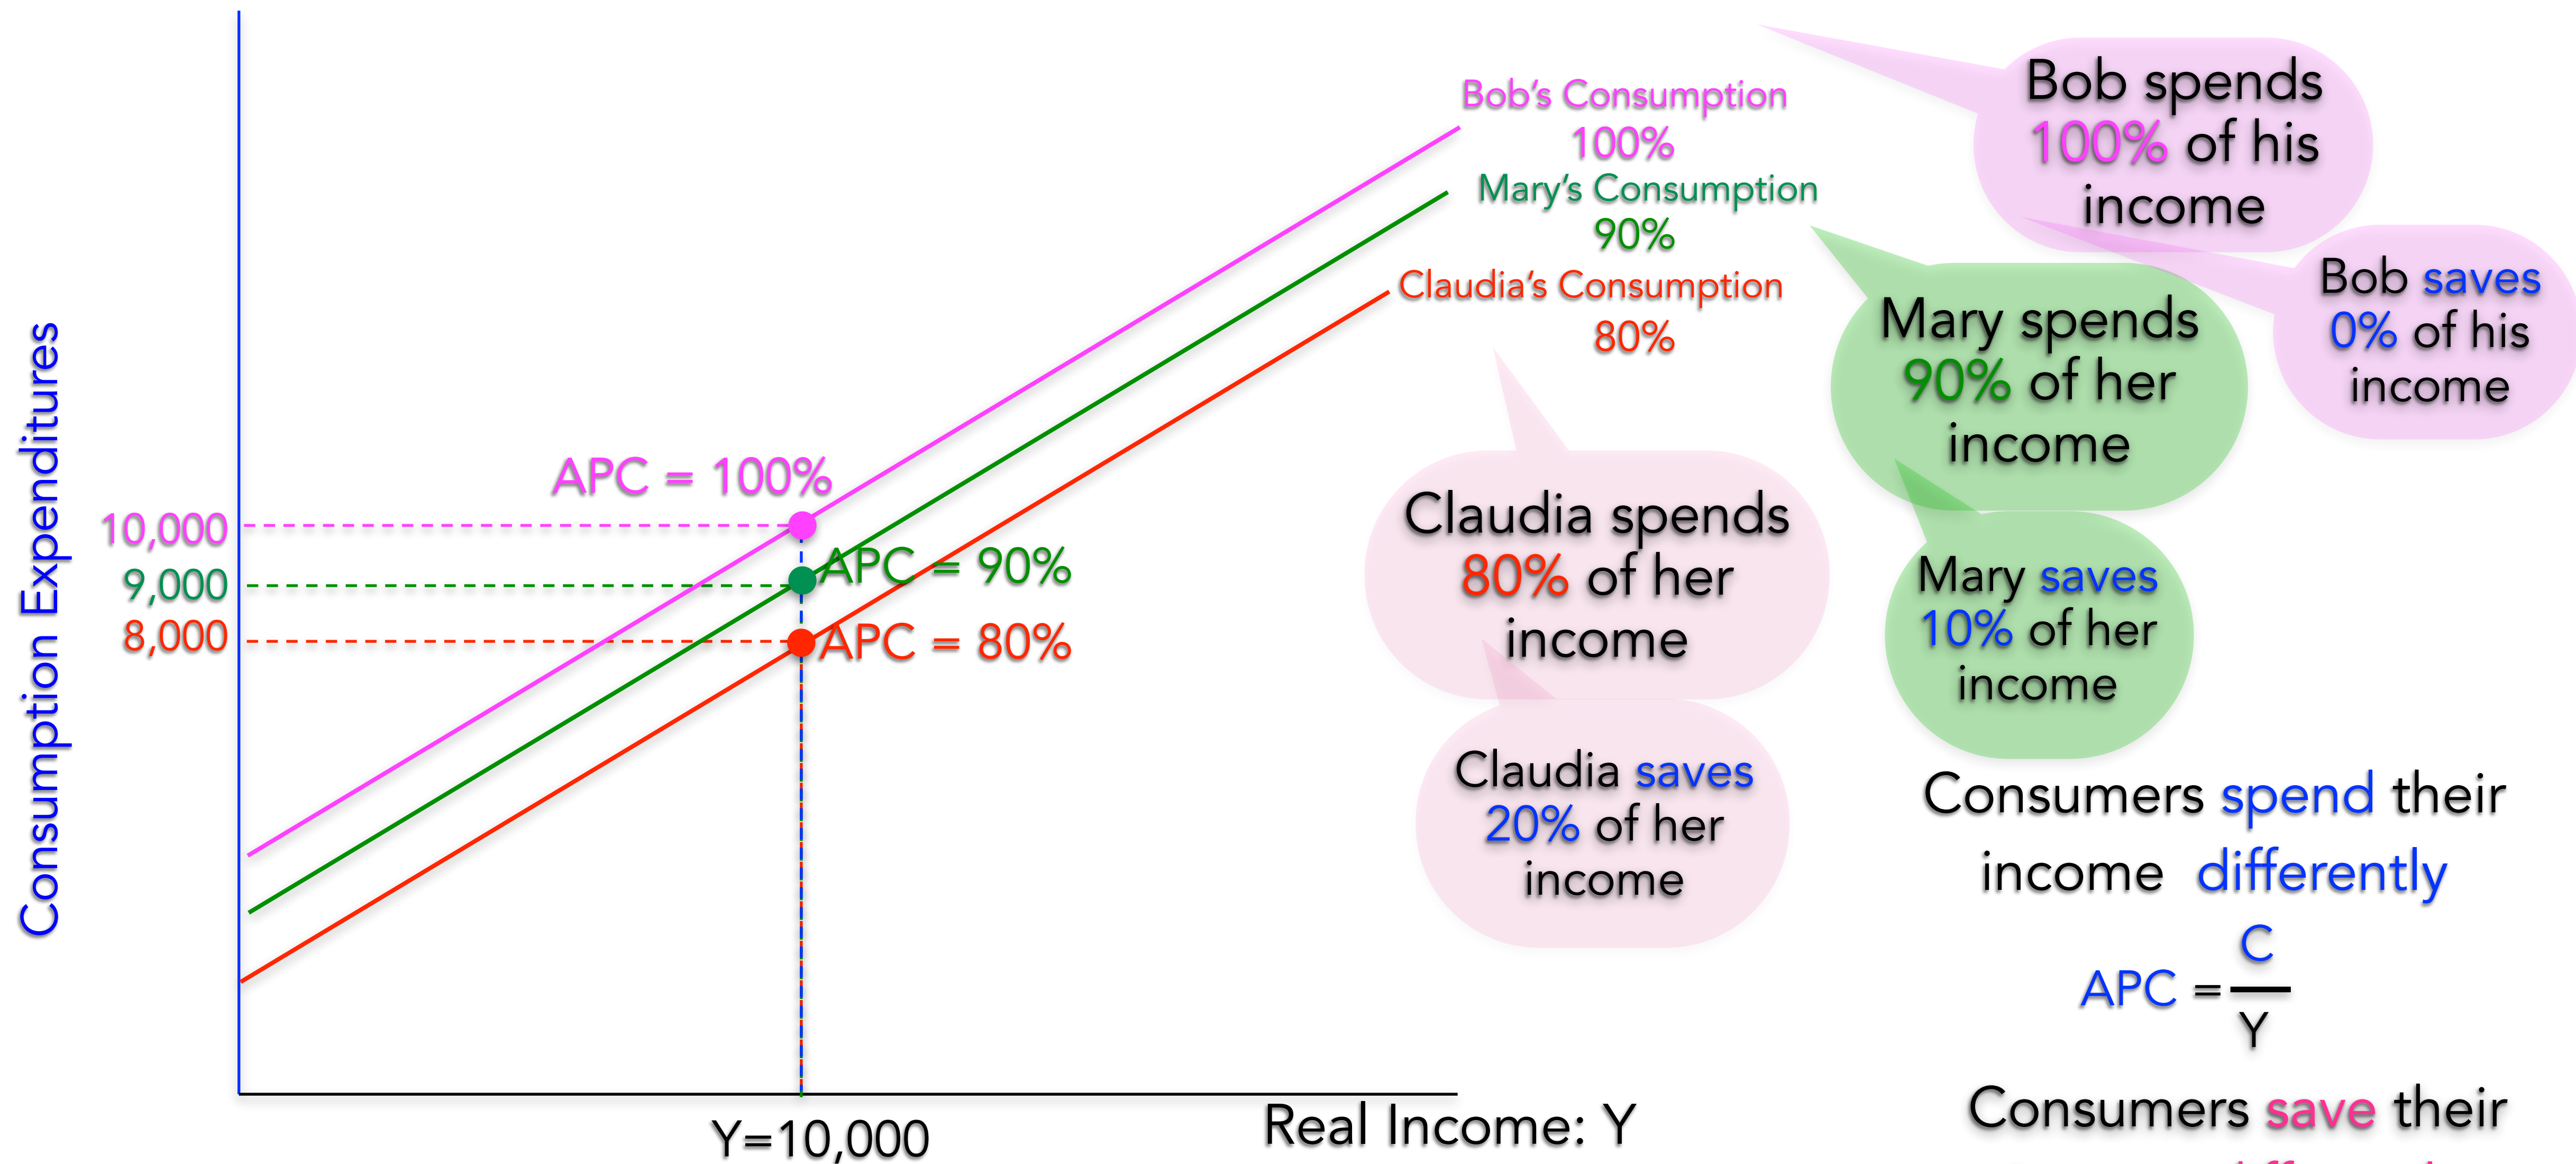 Consumption Expenditures
Bob's Consumption
100%
Mary's Consumption
90%
Claudia's Consumption
80%
APC = 100%
10,000
APC = 90%
9,000
APC = 80%
8,000
Y=10,000
Real Income: Y
Bob spends
100% of his
income
Bob saves
0% of his
income
Mary spends
90% of her
income
Mary saves
10% of her
income
Claudia spends
80% of her
income
Claudia saves
20% of her
income
Consumers spend their
income differently
APC = C
Y
Consumers save their